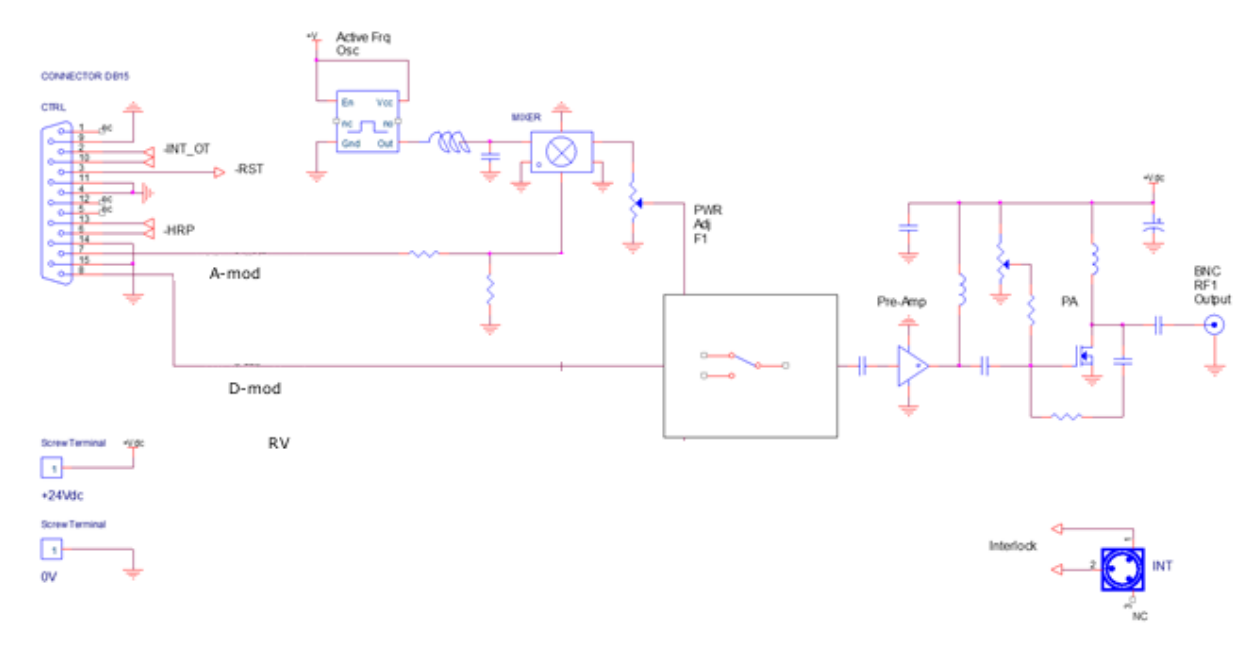 +V
Active Frq
Osc
CONNECTOR DB15
CTRL
En
Vcc
nc
Gnd
Out
MIXER
1
9
2
10
3
11
4
12
5
13
6
14
7
15
8
-INT_OT
-RST
-HRP
A-mod
D-mod
RV
PWR
Adj
F1
Pre-Amp
+Vdc
PA
BNC
RF1
Output
Screw Terminal
+Vdc
1
+24Vdc
Screw Terminal
1
0V
Interlock
2
INT
NC